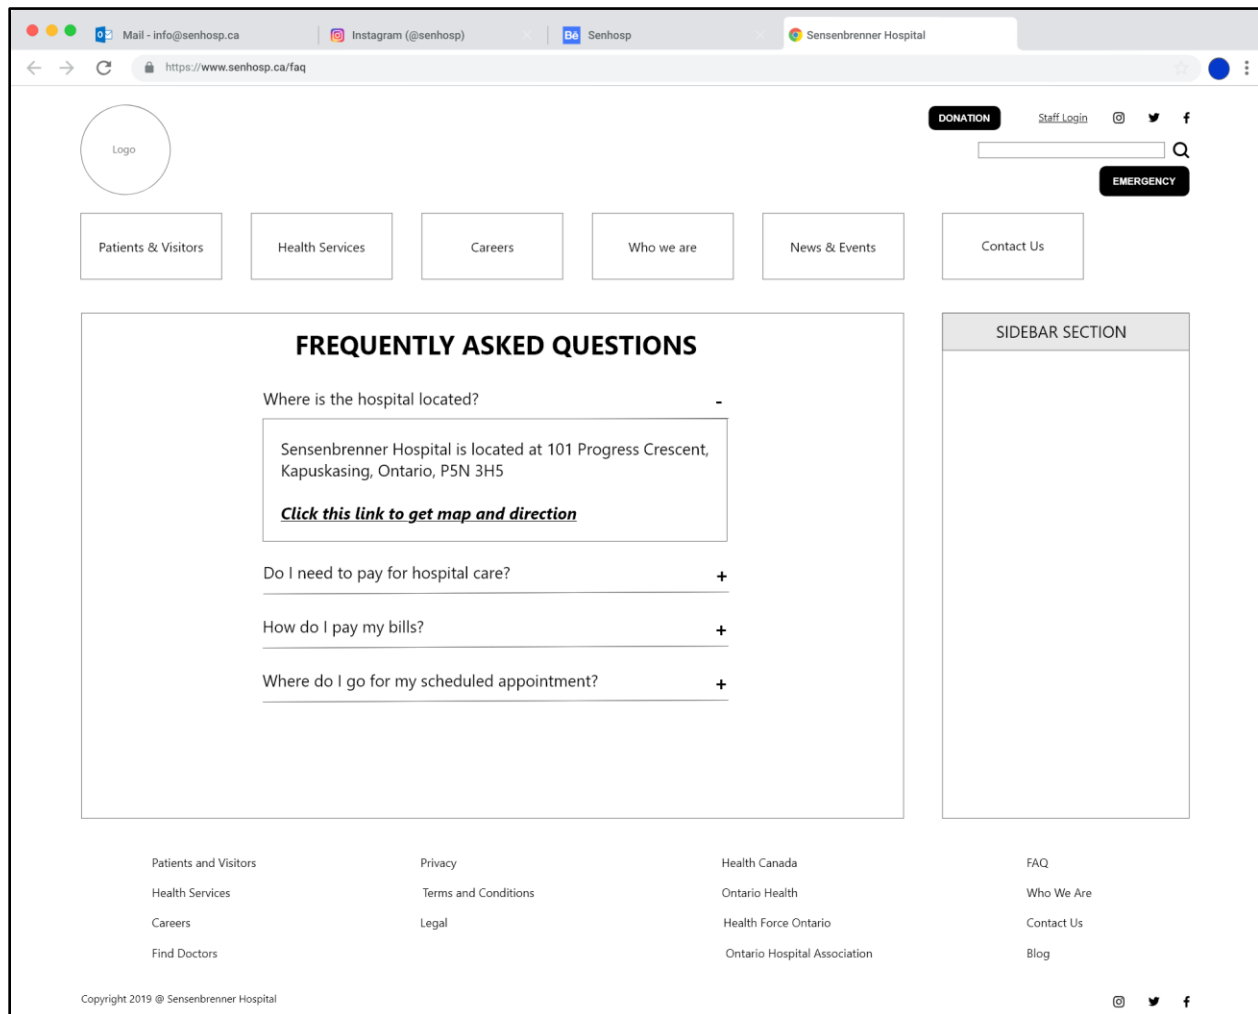 Mail - info@senhosp.ca
Instagram (@senhosp)
Bē Senhosp
Sensenbrenner Hospital
https://www.senhosp.ca/faq
Logo
DONATION
Staff Login
EMERGENCY
Patients & Visitors
Health Services
Careers
Who we are
News & Events
Contact Us
FREQUENTLY ASKED QUESTIONS
Where is the hospital located? -
Sensenbrenner Hospital is located at 101 Progress Crescent,
Kapuskasing, Ontario, P5N 3H5
Click this link to get map and direction
Do I need to pay for hospital care? +
How do I pay my bills? +
Where do I go for my scheduled appointment? +
SIDEBAR SECTION
Patients and Visitors
Health Services
Careers
Find Doctors
Privacy
Terms and Conditions
Legal
Health Canada
Ontario Health
Health Force Ontario
Ontario Hospital Association
FAQ
Who We Are
Contact Us
Blog
Copyright 2019 @ Sensenbrenner Hospital